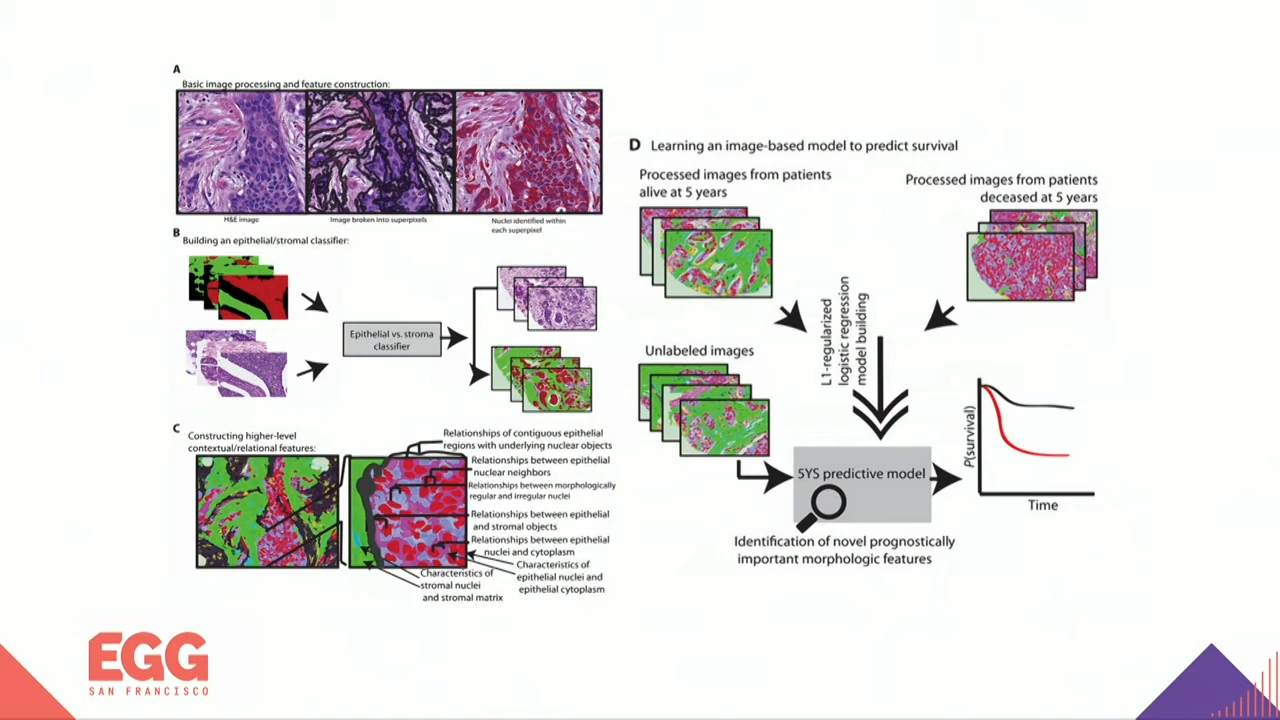 A
Basic image processing and feature construction:
H&E image
Image broken into superpixels
Nuclei identified within
each superpixel
B
Building an epithelial/stromal classifier:
Epithelial vs. stroma
classifier
C
Constructing higher-level
contextual/relational features:
Relationships of contiguous epithelial
regions with underlying nuclear objects
Relationships between epithelial
nuclear neighbors
Relationships between morphologically
regular and irregular nuclei
Relationships between epithelial
and stromal objects
Relationships between epithelial
nuclei and cytoplasm
Characteristics of
epithelial nuclei and
epithelial cytoplasm
Characteristics of
stromal nuclei
and stromal matrix
D Learning an image-based model to predict survival
Processed images from patients
alive at 5 years
Processed images from patients
deceased at 5 years
L1-regularized
logistic regression
model building
Unlabeled images
5YS predictive model
P(survival)
Time
Identification of novel prognostically
important morphologic features
EGG
SAN FRANCISCO